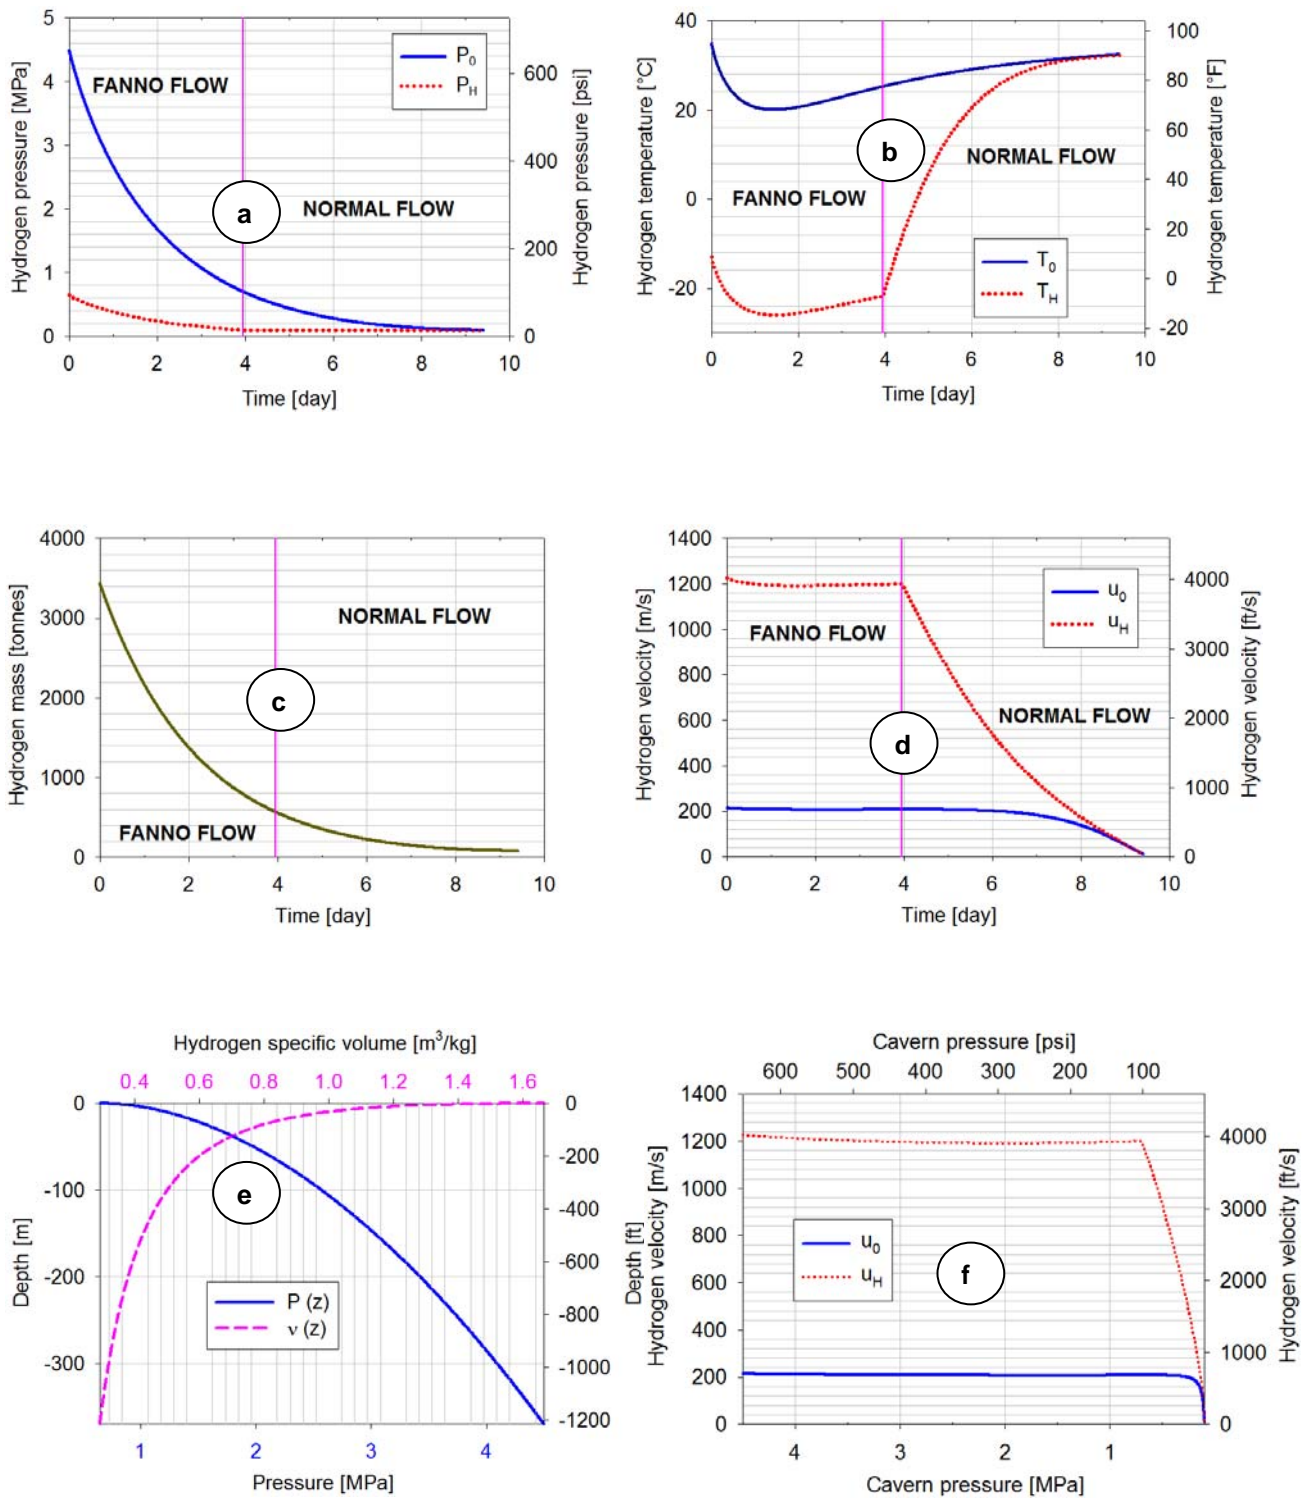 5
4
3
2
1
0
Hydrogen pressure [MPa]
FANNO FLOW
P0
PH
a
NORMAL FLOW
600
400
200
0
Hydrogen pressure [psi]
0 2 4 6 8 10
Time [day]
40
20
0
-20
Hydrogen temperature [°C]
b
NORMAL FLOW
FANNO FLOW
T0
TH
100
80
60
40
20
0
-20
Hydrogen temperature [°F]
0 2 4 6 8 10
Time [day]
4000
3000
2000
1000
0
Hydrogen mass [tonnes]
NORMAL FLOW
c
FANNO FLOW
0 2 4 6 8 10
Time [day]
1400
1200
1000
800
600
400
200
0
Hydrogen velocity [m/s]
u0
uH
FANNO FLOW
NORMAL FLOW
d
4000
3000
2000
1000
0
Hydrogen velocity [ft/s]
0 2 4 6 8 10
Time [day]
Hydrogen specific volume [m3/kg]
0.4 0.6 0.8 1.0 1.2 1.4 1.6
0
-100
-200
-300
Depth [m]
e
P (z)
v (z)
0
-200
-400
-600
-800
-1000
-1200
Depth [ft]
1 2 3 4
Pressure [MPa]
Cavern pressure [psi]
600 500 400 300 200 100
1400
1200
1000
800
600
400
200
0
Hydrogen velocity [m/s]
u0
uH
f
4000
3000
2000
1000
0
Hydrogen velocity [ft/s]
4 3 2 1
Cavern pressure [MPa]